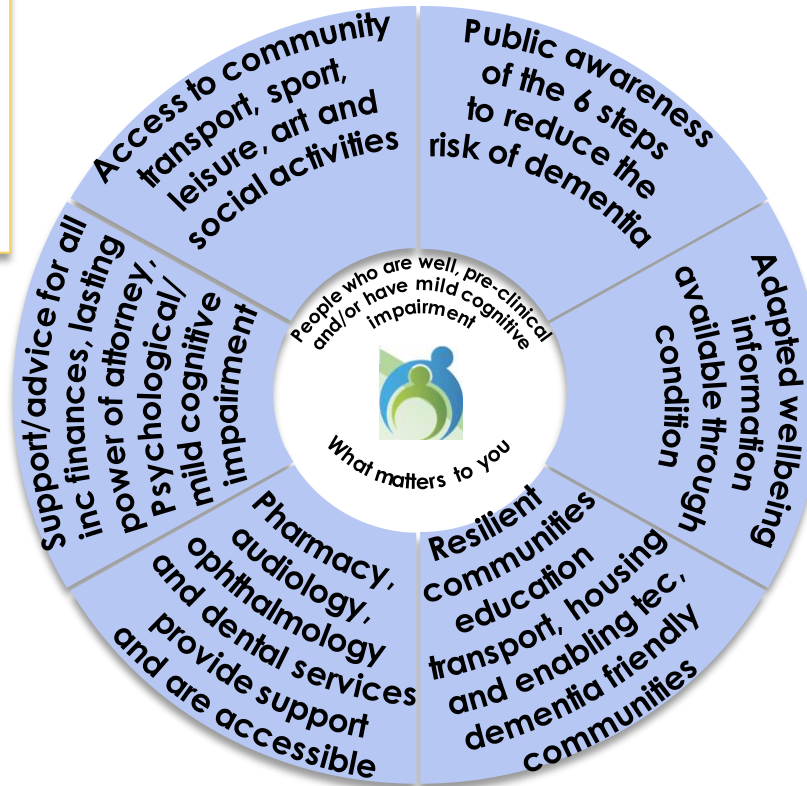 Access to community
transport, sport,
leisure, art and
social activities
Public awareness
of the 6 steps
to reduce the
risk of dementia
Adapted wellbeing
information
available through
condition
Resilient
communities
education
transport, housing
and enabling tec,
dementia friendly
communities
Pharmacy,
audiology,
ophthalmology
and dental services
provide support
and are accessible
Support/advice for all
inc finances, lasting
power of attorney,
Psychological/
mild cognitive
impairment
People who are well, pre-clinical
and/or have mild cognitive
impairment
What matters to you